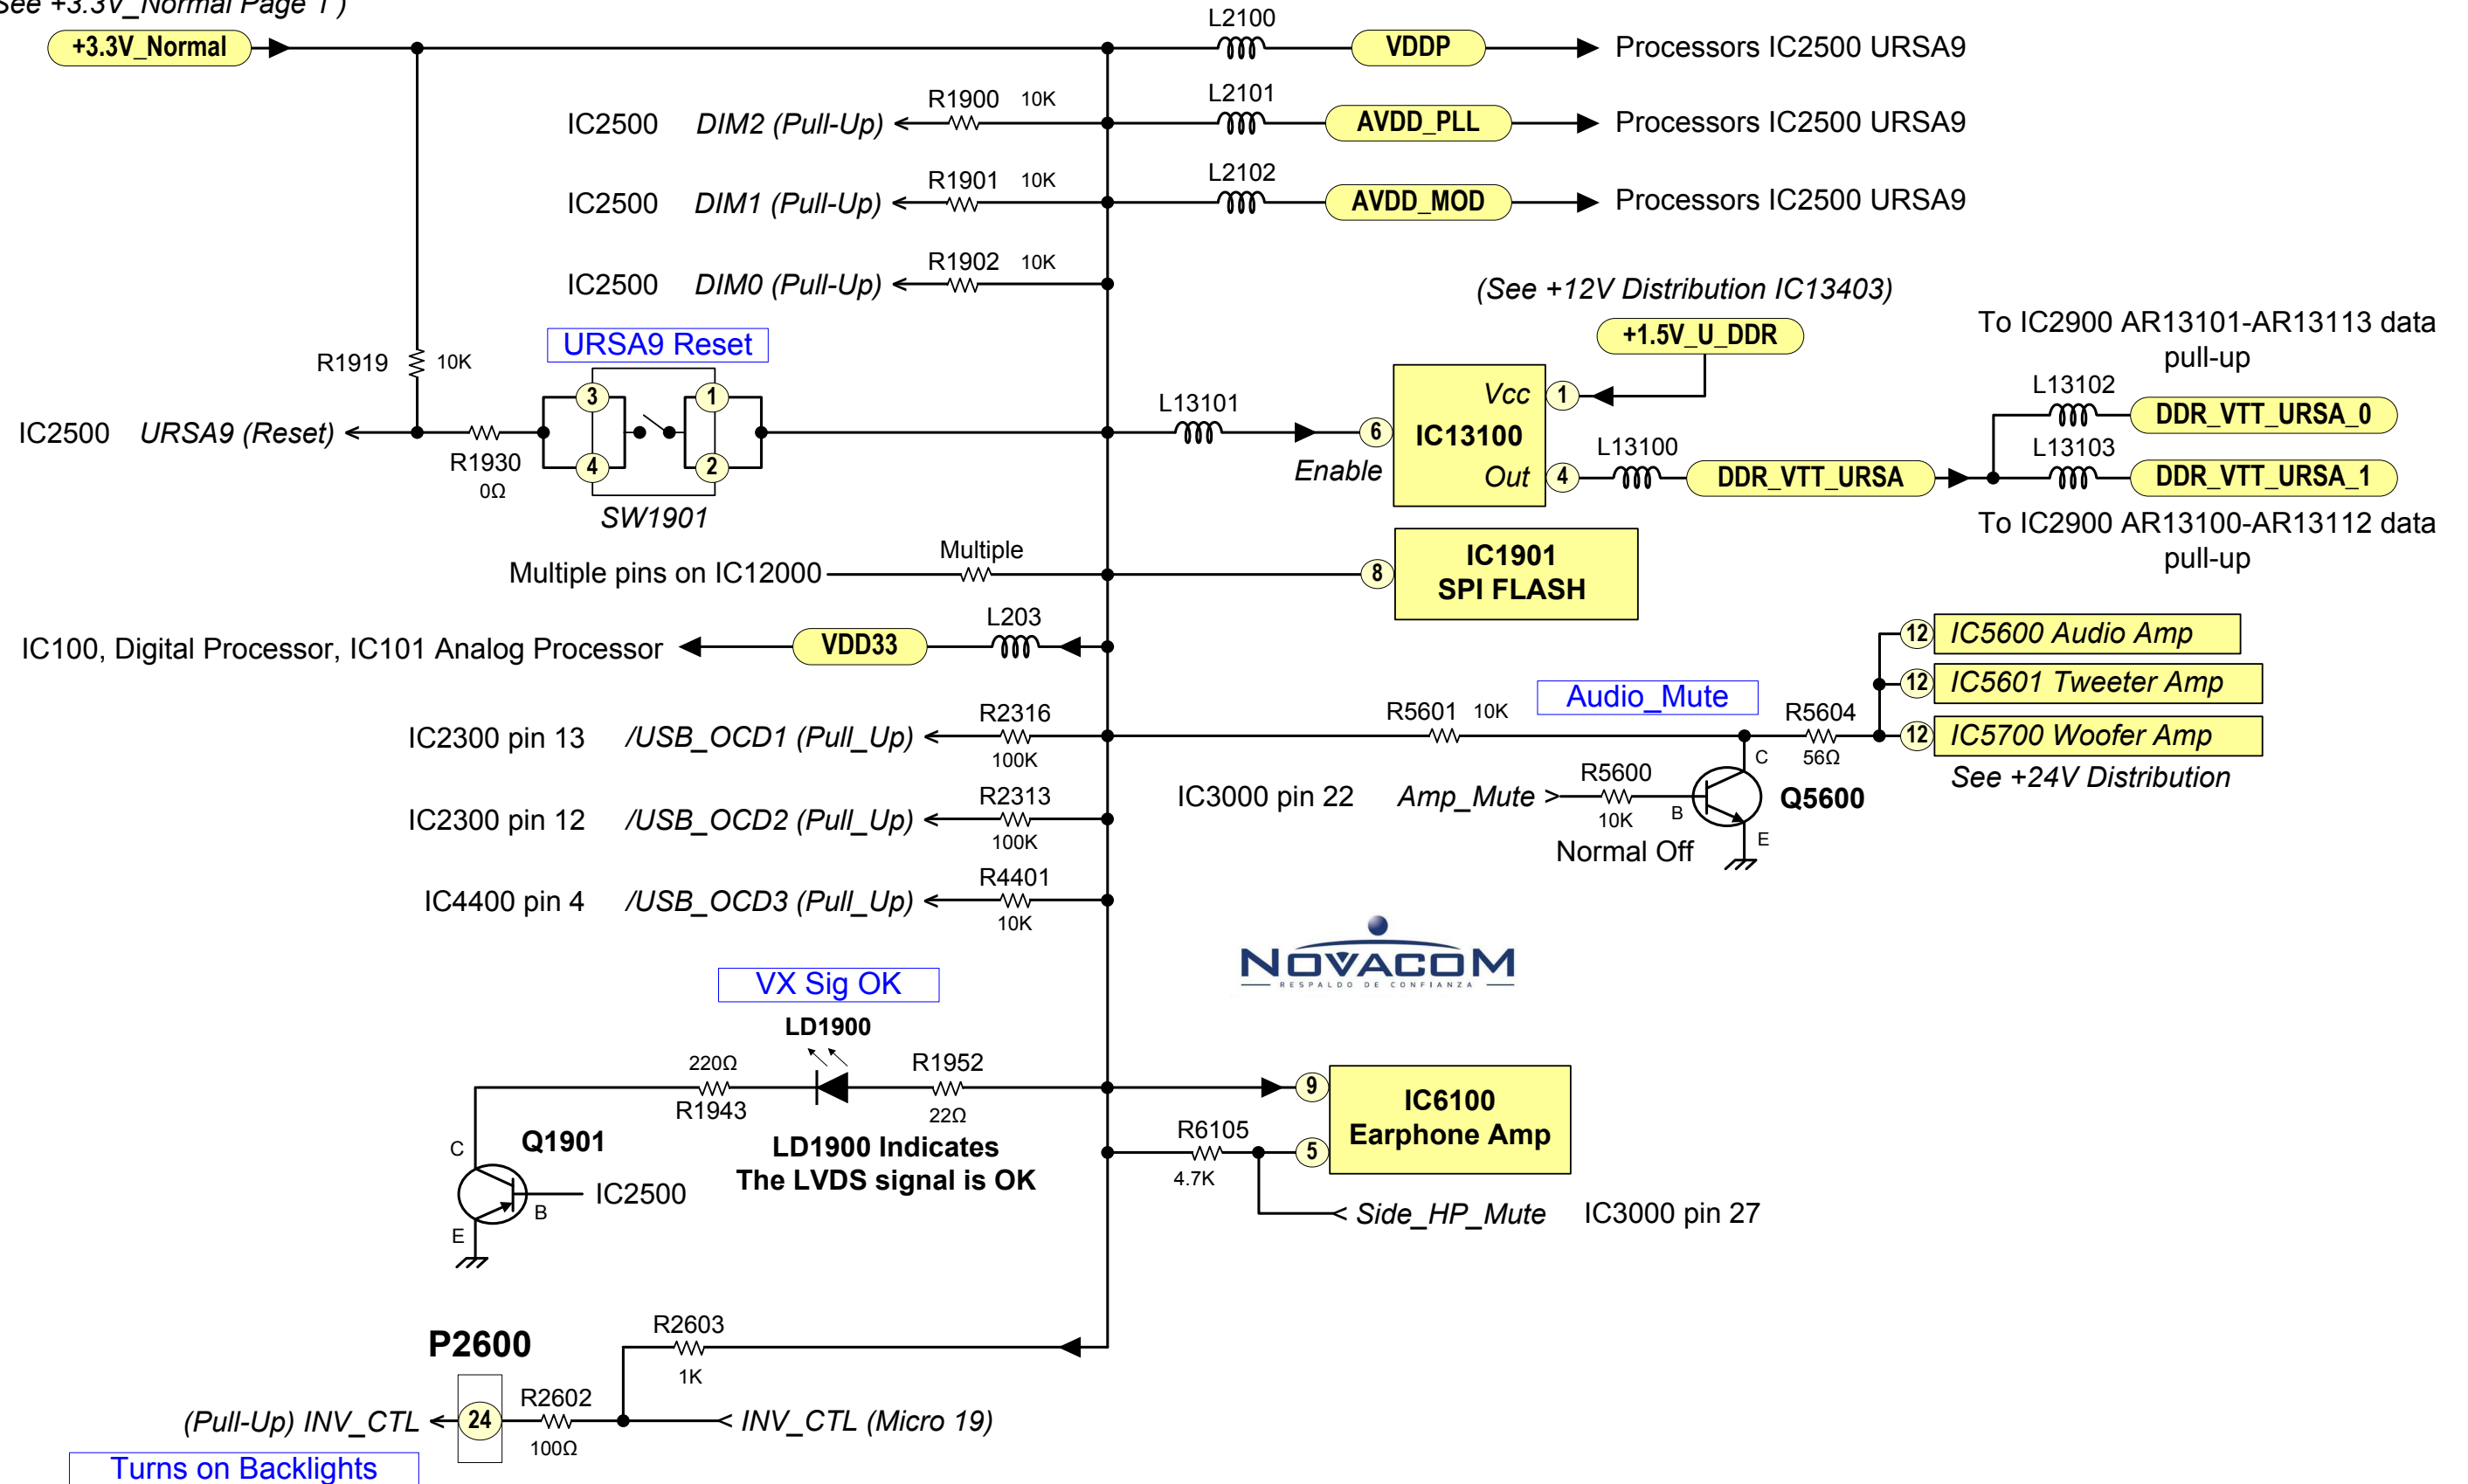 See +3.3V_Normal Page 1 )
+3.3V_Normal
L2100
VDDP
Processors IC2500 URSA9
IC2500 DIM2 (Pull-Up)
R1900 10K
L2101
AVDD_PLL
Processors IC2500 URSA9
IC2500 DIM1 (Pull-Up)
R1901 10K
L2102
AVDD_MOD
Processors IC2500 URSA9
IC2500 DIM0 (Pull-Up)
R1902 10K
(See +12V Distribution IC13403)
+1.5V_U_DDR
To IC2900 AR13101-AR13113 data
pull-up
R1919 10K
URSA9 Reset
3
1
4
2
SW1901
IC2500 URSA9 (Reset)
R1930
0Ω
L13101
Enable
6
IC13100
Vcc
1
Out
4
L13100
DDR_VTT_URSA
L13102
DDR_VTT_URSA_0
L13103
DDR_VTT_URSA_1
To IC2900 AR13100-AR13112 data
pull-up
Multiple pins on IC12000
Multiple
8
IC1901
SPI FLASH
IC100, Digital Processor, IC101 Analog Processor
VDD33
L203
12
IC5600 Audio Amp
12
IC5601 Tweeter Amp
12
IC5700 Woofer Amp
See +24V Distribution
IC2300 pin 13 /USB_OCD1 (Pull_Up)
R2316
100K
R5601 10K
Audio_Mute
R5604
56Ω
IC3000 pin 22 Amp_Mute
R5600
10K
B
C
E
Q5600
Normal Off
IC2300 pin 12 /USB_OCD2 (Pull_Up)
R2313
100K
IC4400 pin 4 /USB_OCD3 (Pull_Up)
R4401
10K
NOVACOM
RESPALDO DE CONFIANZA
VX Sig OK
LD1900
220Ω
R1943
R1952
22Ω
LD1900 Indicates
The LVDS signal is OK
C
Q1901
B
E
IC2500
9
IC6100
Earphone Amp
R6105
4.7K
5
Side_HP_Mute IC3000 pin 27
P2600
R2603
1K
(Pull-Up) INV_CTL
24
R2602
100Ω
INV_CTL (Micro 19)
Turns on Backlights